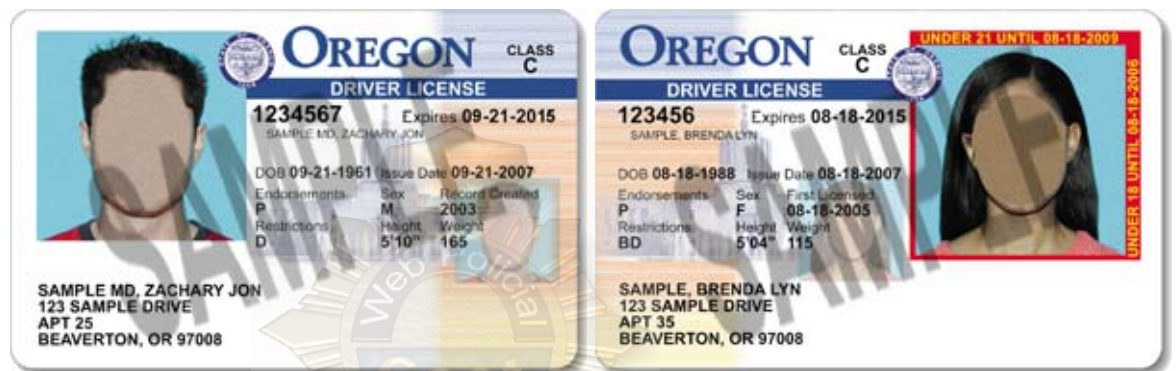 OREGON
CLASS
C
DRIVER LICENSE
1234567 Expires 09-21-2015
SAMPLE MD, ZACHARY JON
DOB 09-21-1961 Issue Date 09-21-2007
Endorsements Sex Record Created
P M 2003
Restrictions Height Weight
D 5'10" 165
SAMPLE MD, ZACHARY JON
123 SAMPLE DRIVE
APT 25
BEAVERTON, OR 97008
SAMPLE
OREGON
CLASS
C
DRIVER LICENSE
UNDER 21 UNTIL 08-18-2009
UNDER 18 UNTIL 08-18-2006
123456 Expires 08-18-2015
SAMPLE, BRENDA LYN
DOB 08-18-1988 Issue Date 08-18-2007
Endorsements Sex First Licensed
P F 08-18-2005
Restrictions Height Weight
BD 5'04" 115
SAMPLE, BRENDA LYN
123 SAMPLE DRIVE
APT 35
BEAVERTON, OR 97008
SAMPLE
Web Oficial